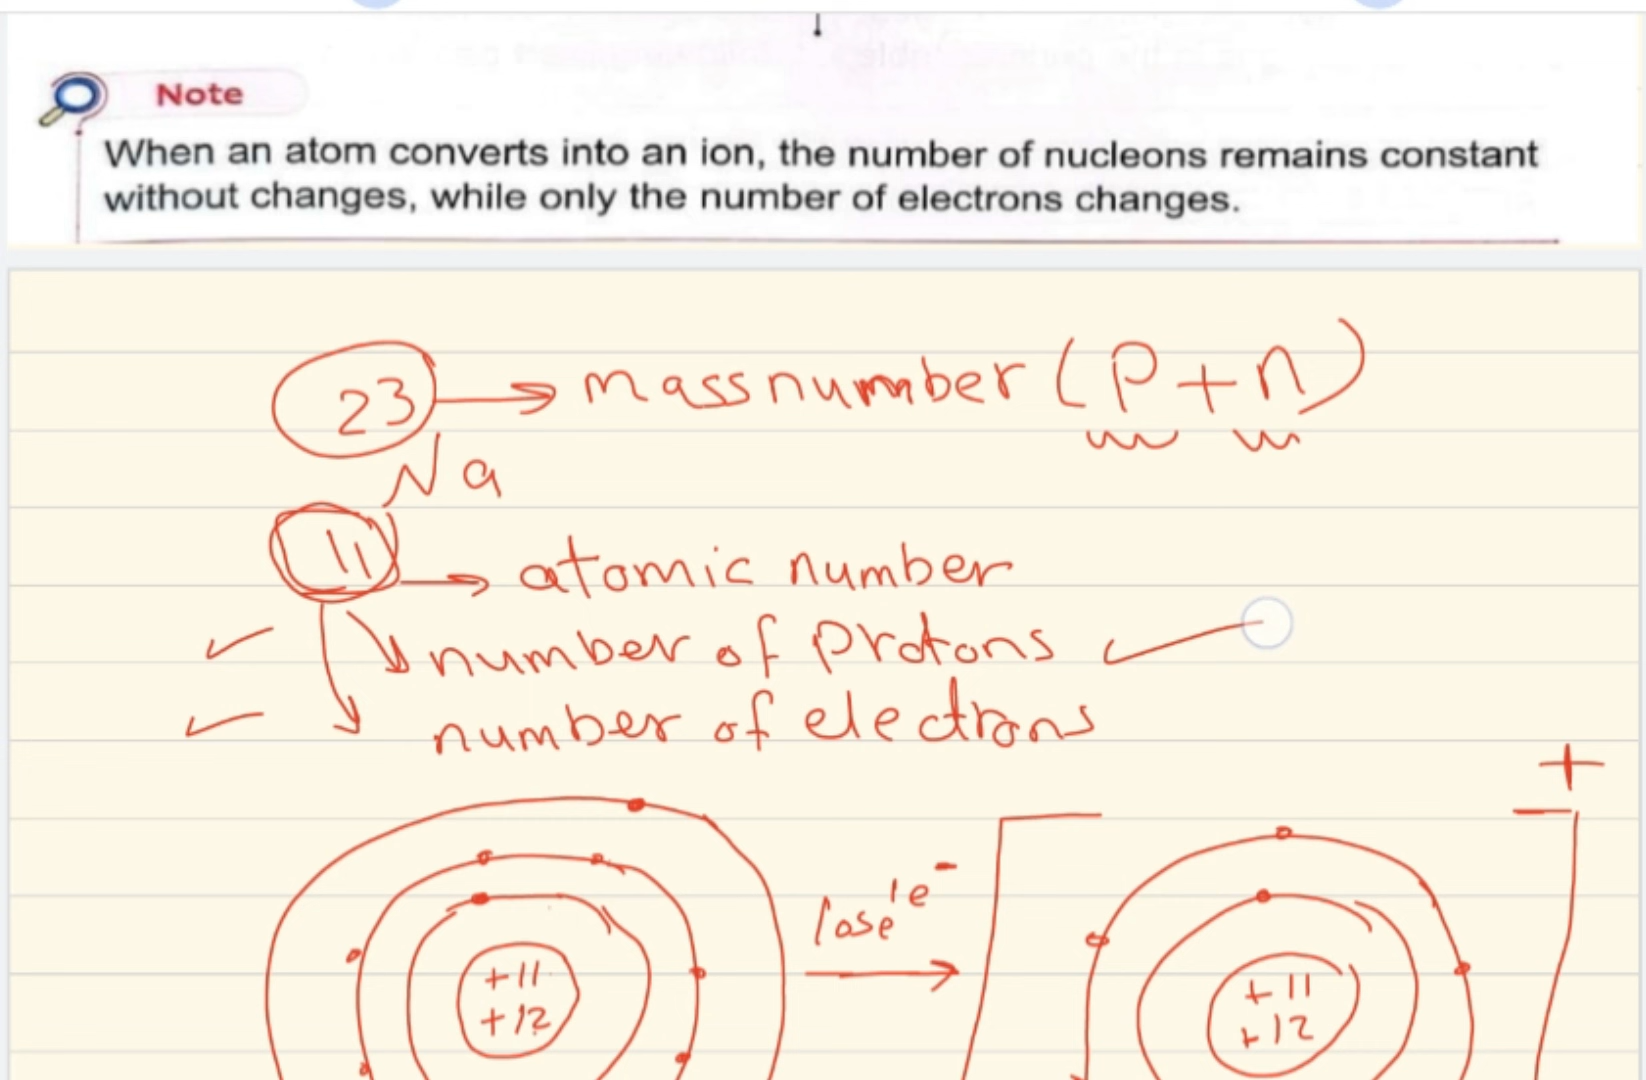 Note
When an atom converts into an ion, the number of nucleons remains constant
without changes, while only the number of electrons changes.
23 → mass number (P + n)
Na
11 → atomic number
number of protons
number of electrons
+
lose 1e-
+11
+12
+11
+12